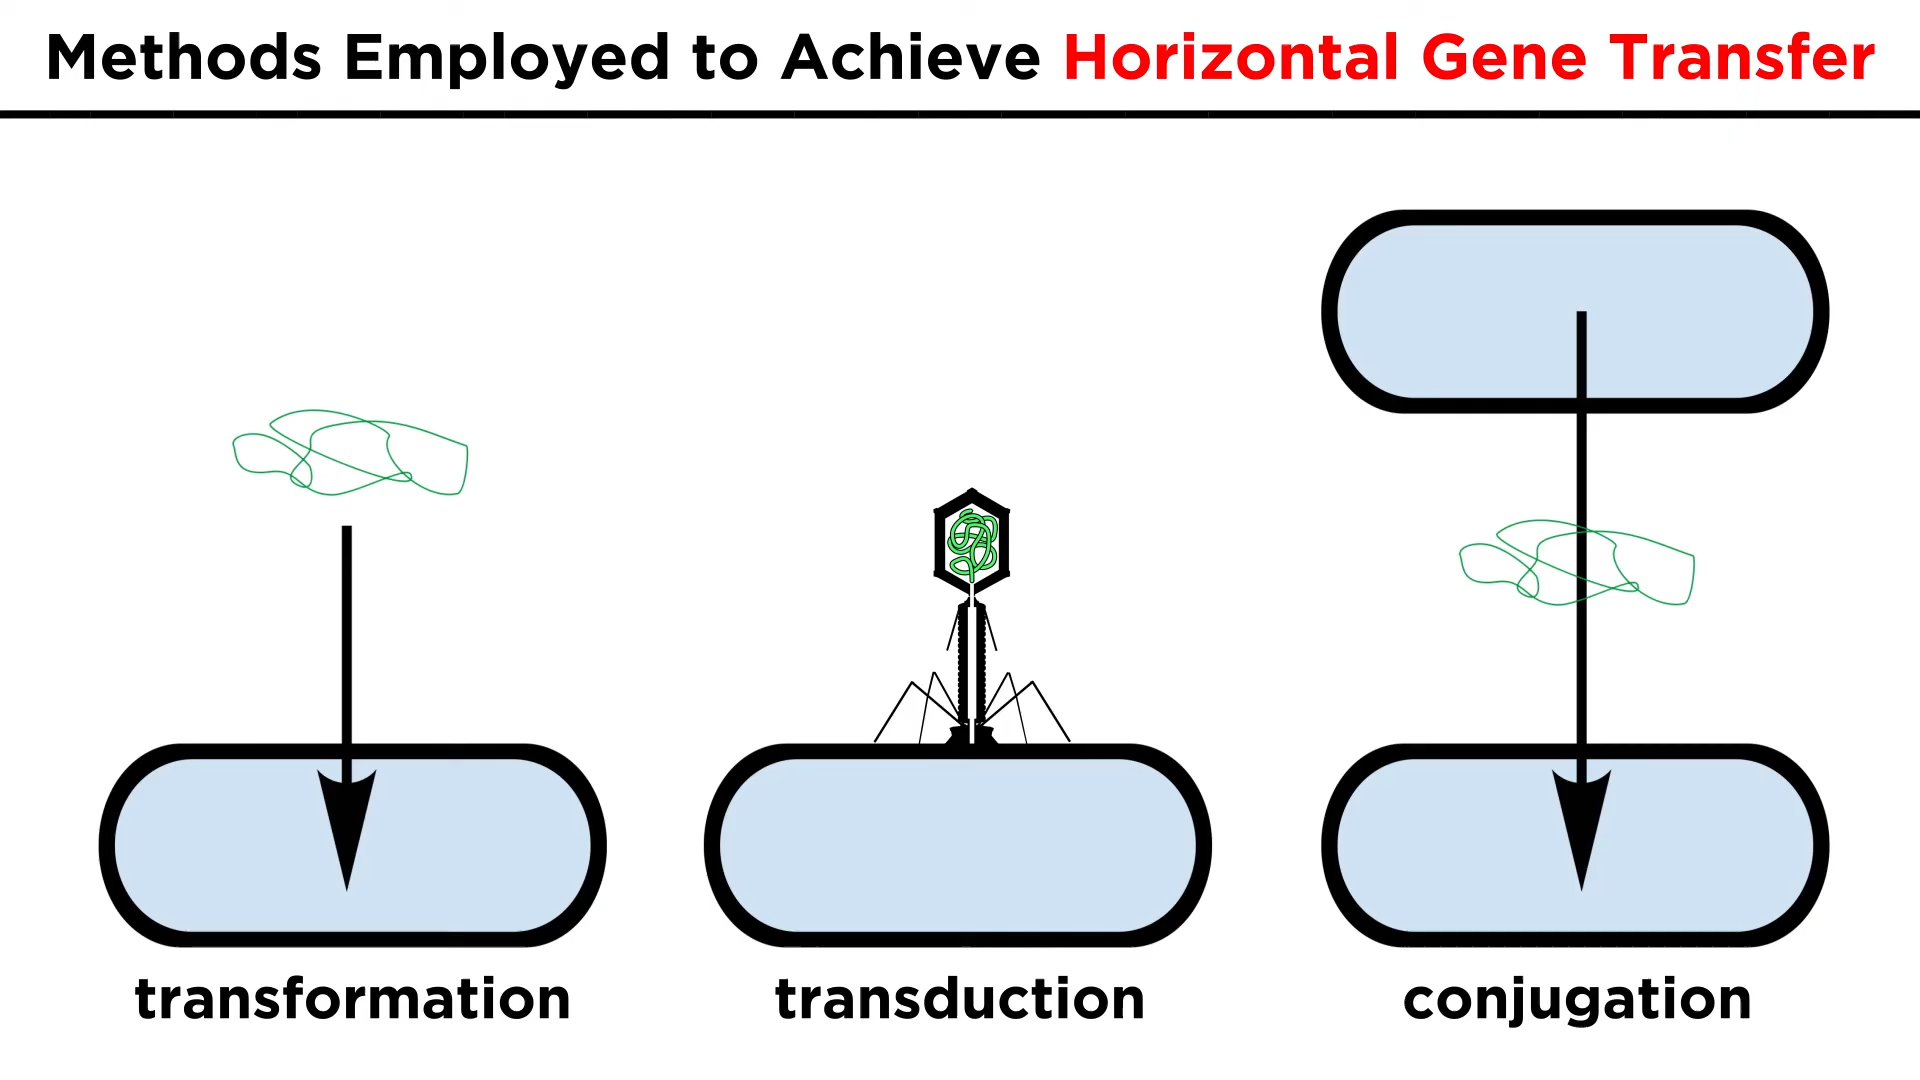 Methods Employed to Achieve Horizontal Gene Transfer
transformation
transduction
conjugation